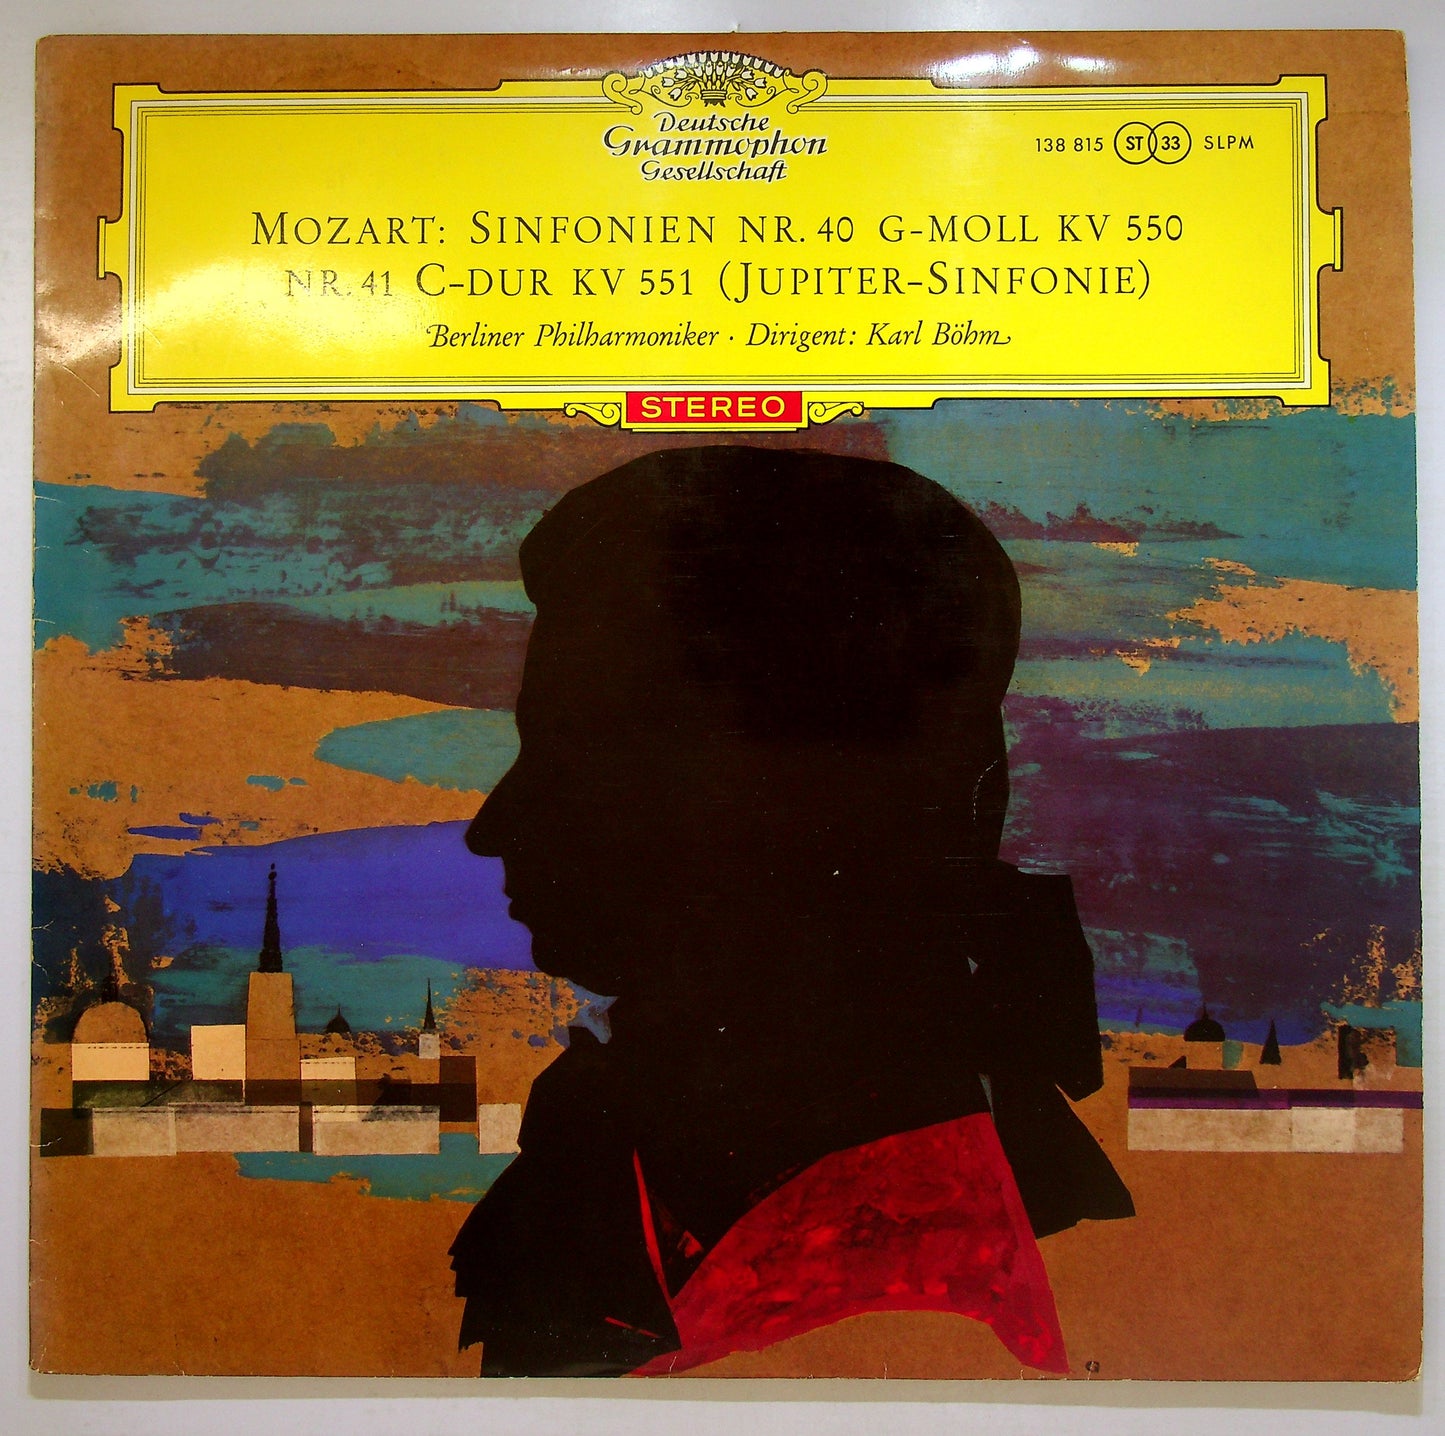 Deutsche
Grammophon
Gesellschaft
138 815 ST 33 SLPM
MOZART: SINFONIEN NR. 40 G-MOLL KV 550
NR. 41 C-DUR KV 551 (JUPITER-SINFONIE)
Berliner Philharmoniker · Dirigent: Karl Böhm
STEREO